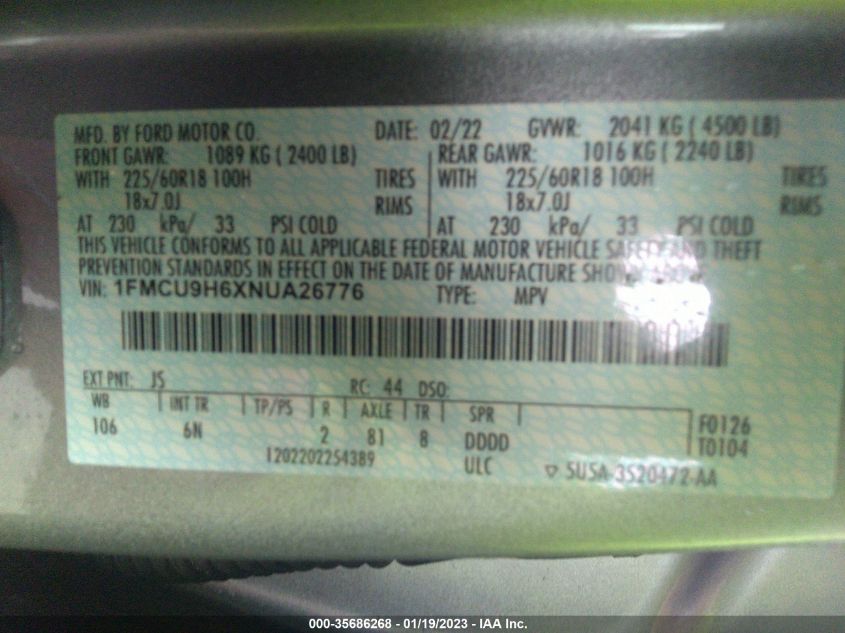 MFD. BY FORD MOTOR CO. DATE: 02/22 GVWR: 2041 KG ( 4500 LB)
FRONT GAWR: 1089 KG ( 2400 LB) REAR GAWR: 1016 KG ( 2240 LB)
WITH 225/60R18 100H TIRES WITH 225/60R18 100H TIRES
18x7.0J RIMS 18x7.0J RIMS
AT 230 kPa/ 33 PSI COLD AT 230 kPa/ 33 PSI COLD
THIS VEHICLE CONFORMS TO ALL APPLICABLE FEDERAL MOTOR VEHICLE SAFETY AND THEFT
PREVENTION STANDARDS IN EFFECT ON THE DATE OF MANUFACTURE SHOWN ABOVE.
VIN: 1FMCU9H6XNUA26776 TYPE: MPV
EXT PNT: JS RC: 44 DSO:
WB INT TR TP/PS R AXLE TR SPR
106 6N 2 81 8 DDDD
F0126
T0104
1202202254389 ULC
5U5A-3520472-AA
000-35686268 - 01/19/2023 - IAA Inc.